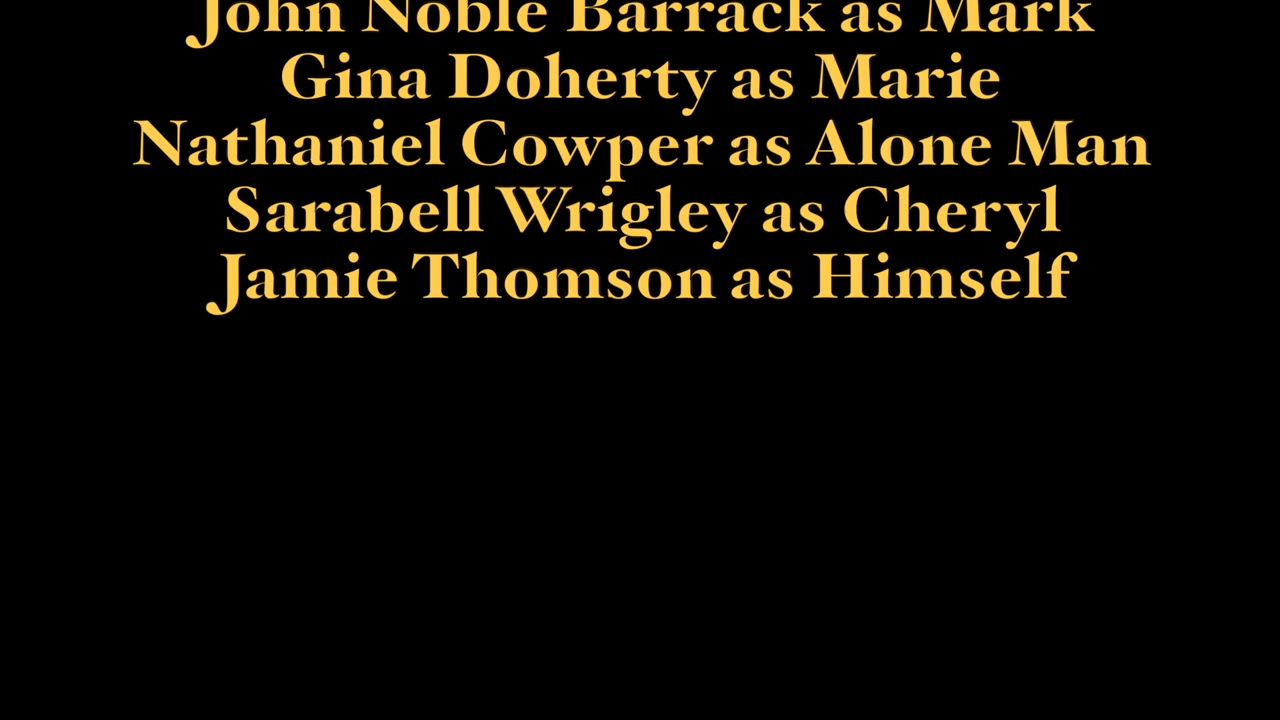 John Noble Barrack as Mark
Gina Doherty as Marie
Nathaniel Cowper as Alone Man
Sarabell Wrigley as Cheryl
Jamie Thomson as Himself